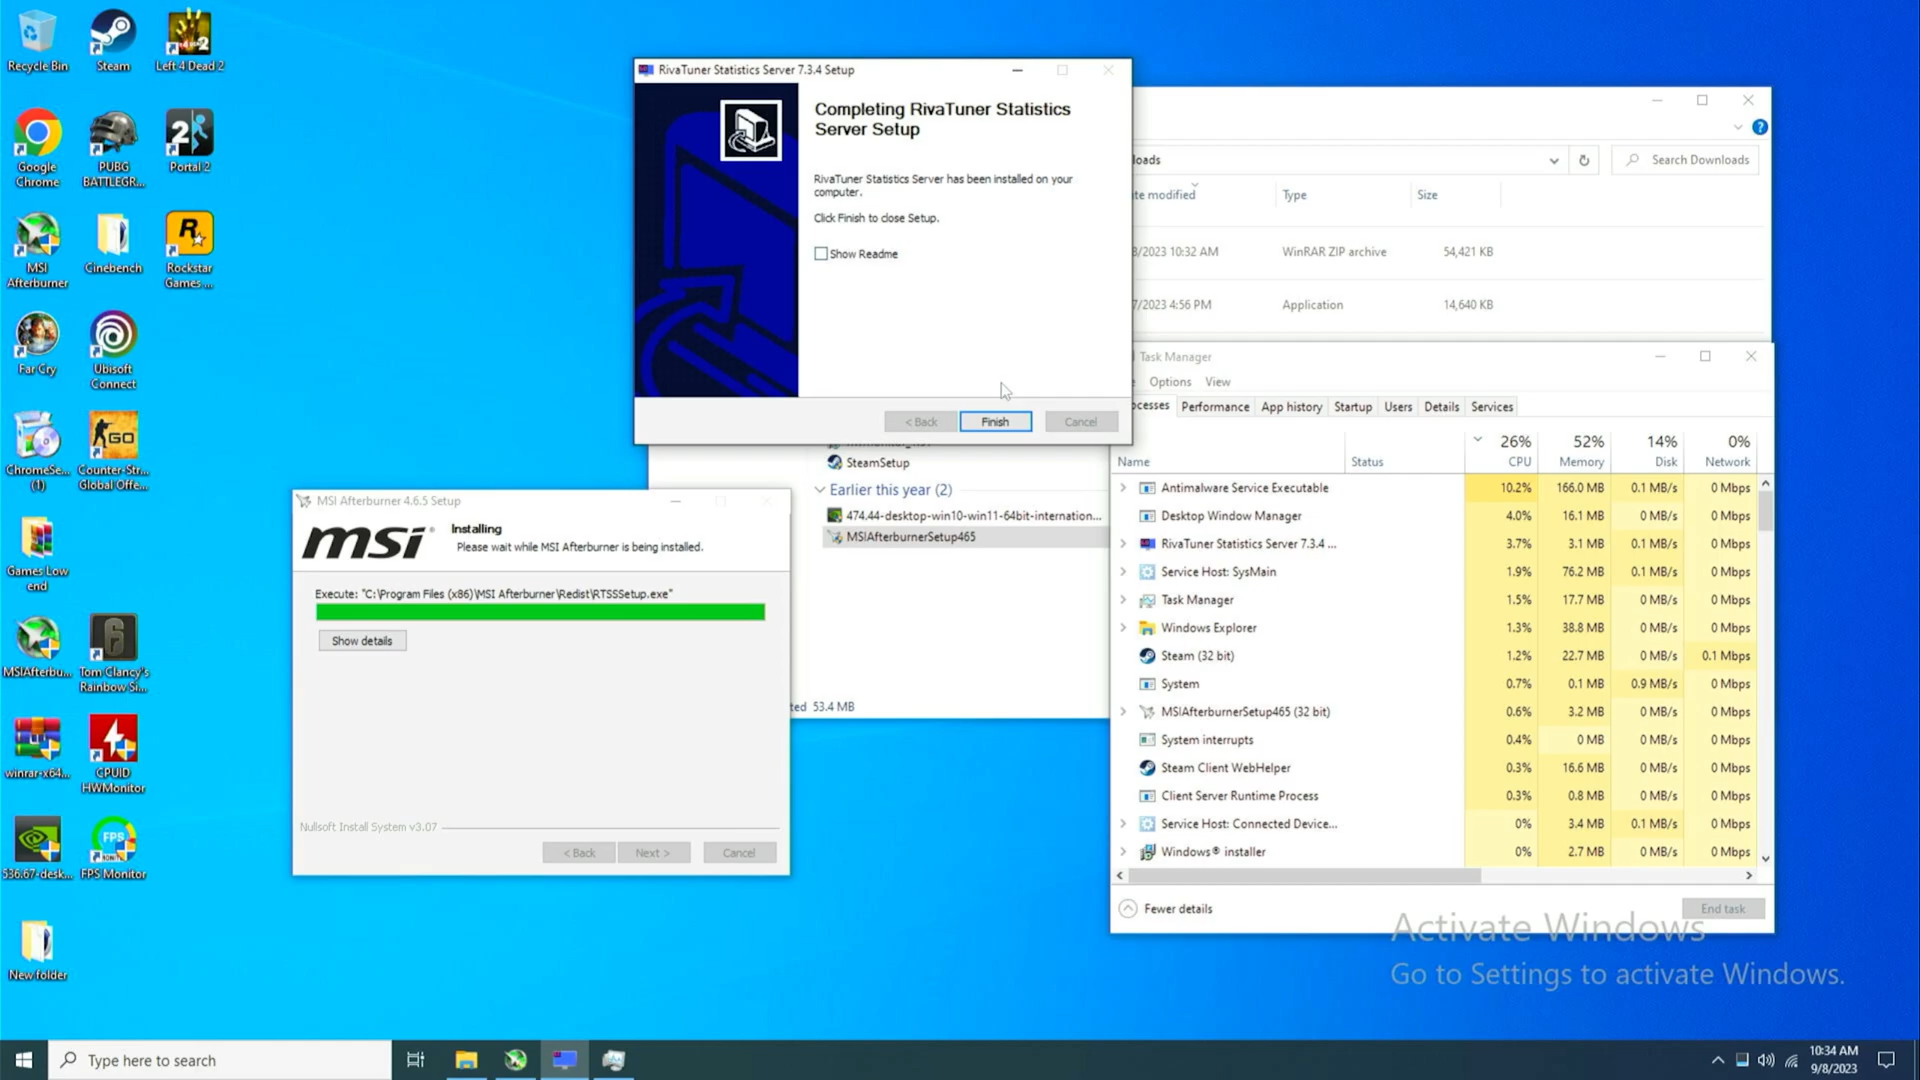 Recycle Bin
Steam
Left 4 Dead 2
Google
Chrome
PUBG
BATTLEGR...
Portal 2
MSI
Afterburner
Cinebench
Rockstar
Games ...
Far Cry
Ubisoft
Connect
ChromeSe...
(1)
Counter-Str...
Global Offe...
Games Low
end
MSIAfterbu...
Tom Clancy's
Rainbow Si...
winrar-x64...
CPUID
HWMonitor
536.67-desk...
FPS Monitor
New folder
RivaTuner Statistics Server 7.3.4 Setup
Completing RivaTuner Statistics
Server Setup
RivaTuner Statistics Server has been installed on your
computer.
Click Finish to close Setup.
Show Readme
< Back
Finish
Cancel
loads
Search Downloads
te modified
Type
Size
8/2023 10:32 AM
WinRAR ZIP archive
54,421 KB
7/2023 4:56 PM
Application
14,640 KB
SteamSetup
Earlier this year (2)
474.44-desktop-win10-win11-64bit-internation...
MSIAfterburnerSetup465
ted 53.4 MB
MSI Afterburner 4.6.5 Setup
msi
Installing
Please wait while MSI Afterburner is being installed.
Execute: "C:\Program Files (x86)\MSI Afterburner\Redist\RTSSSetup.exe"
Show details
Nullsoft Install System v3.07
< Back
Next >
Cancel
Task Manager
e Options View
ocesses Performance App history Startup Users Details Services
26% 52% 14% 0%
Name Status CPU Memory Disk Network
Antimalware Service Executable 10.2% 166.0 MB 0.1 MB/s 0 Mbps
Desktop Window Manager 4.0% 16.1 MB 0 MB/s 0 Mbps
RivaTuner Statistics Server 7.3.4 ... 3.7% 3.1 MB 0.1 MB/s 0 Mbps
Service Host: SysMain 1.9% 76.2 MB 0.1 MB/s 0 Mbps
Task Manager 1.5% 17.7 MB 0 MB/s 0 Mbps
Windows Explorer 1.3% 38.8 MB 0 MB/s 0 Mbps
Steam (32 bit) 1.2% 22.7 MB 0 MB/s 0.1 Mbps
System 0.7% 0.1 MB 0.9 MB/s 0 Mbps
MSIAfterburnerSetup465 (32 bit) 0.6% 3.2 MB 0 MB/s 0 Mbps
System interrupts 0.4% 0 MB 0 MB/s 0 Mbps
Steam Client WebHelper 0.3% 16.6 MB 0 MB/s 0 Mbps
Client Server Runtime Process 0.3% 0.8 MB 0 MB/s 0 Mbps
Service Host: Connected Device... 0% 3.4 MB 0.1 MB/s 0 Mbps
Windows® installer 0% 2.7 MB 0 MB/s 0 Mbps
Fewer details
End task
Activate Windows
Go to Settings to activate Windows.
Type here to search
10:34 AM
9/8/2023